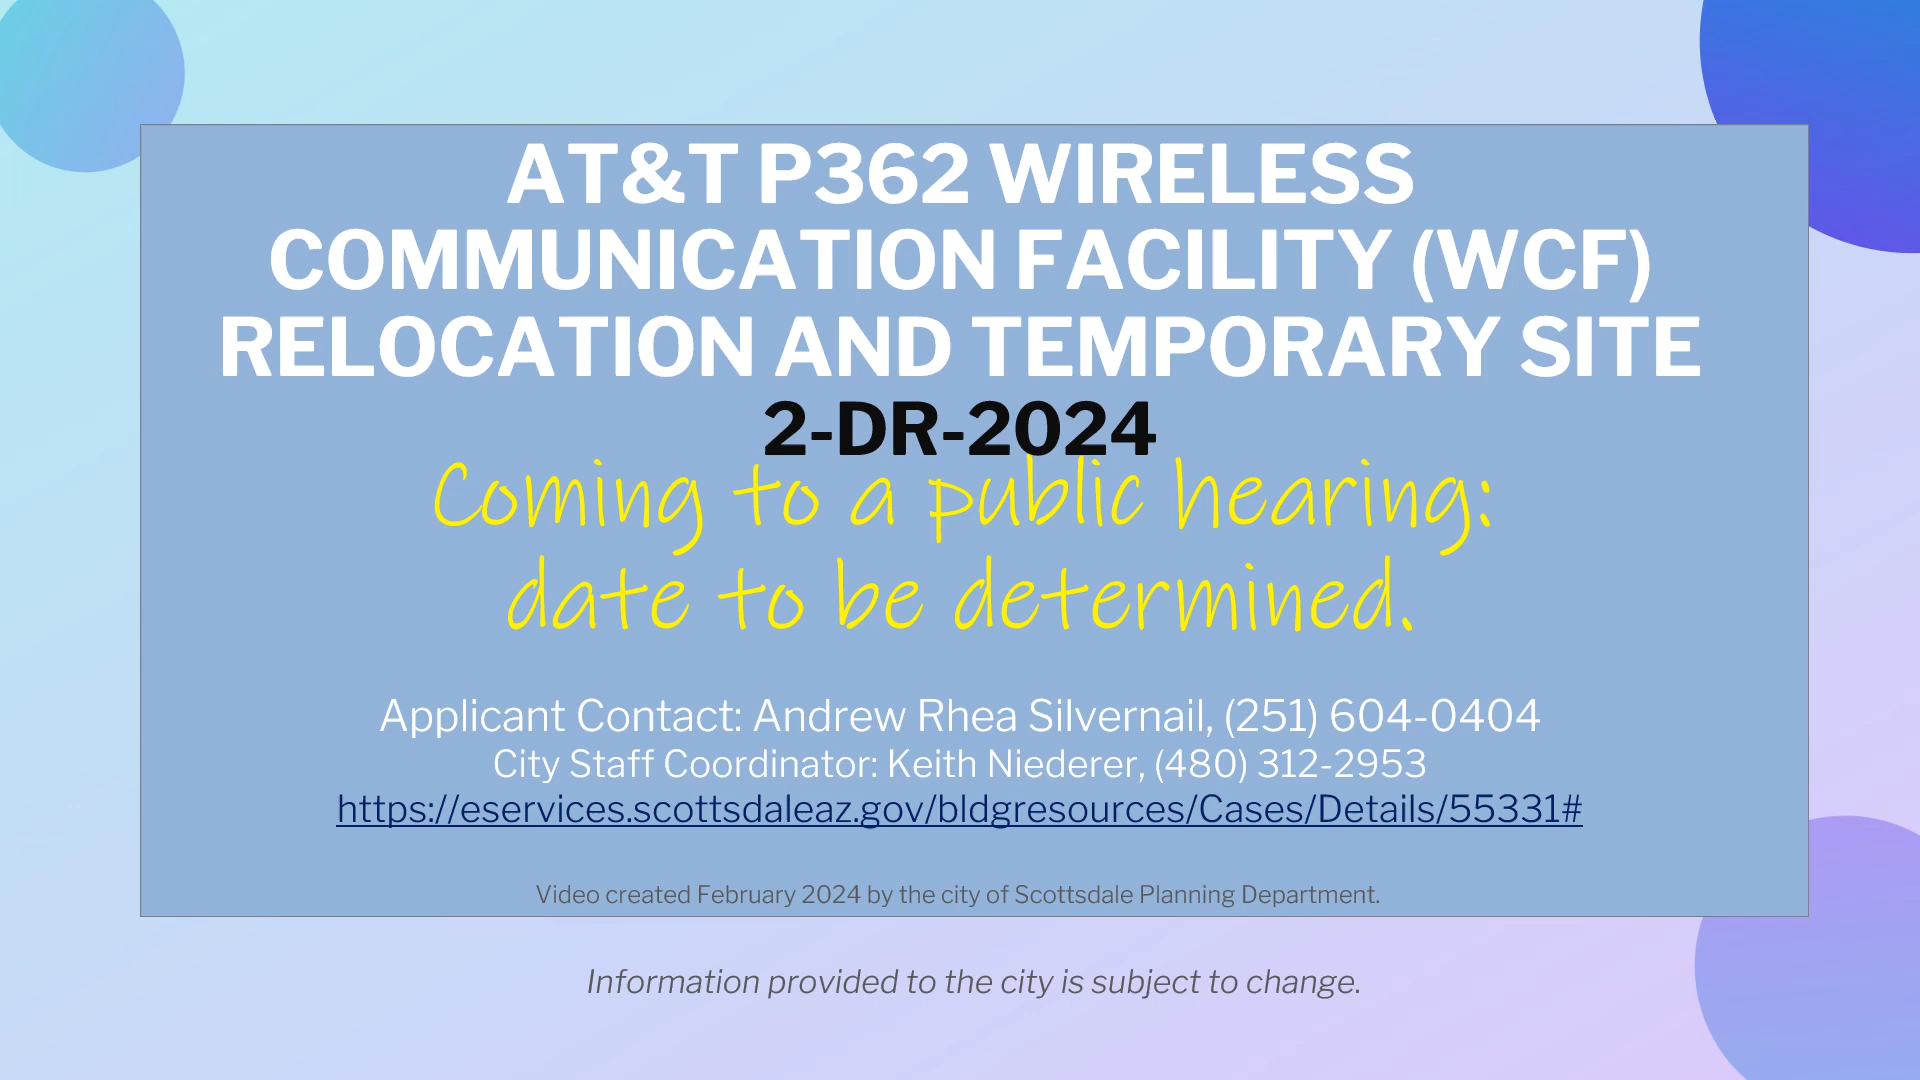 AT&T P362 WIRELESS
COMMUNICATION FACILITY (WCF)
RELOCATION AND TEMPORARY SITE
2-DR-2024
Coming to a public hearing:
date to be determined.
Applicant Contact: Andrew Rhea Silvernail, (251) 604-0404
City Staff Coordinator: Keith Niederer, (480) 312-2953
https://eservices.scottsdaleaz.gov/bldgresources/Cases/Details/55331#
Video created February 2024 by the city of Scottsdale Planning Department.
Information provided to the city is subject to change.